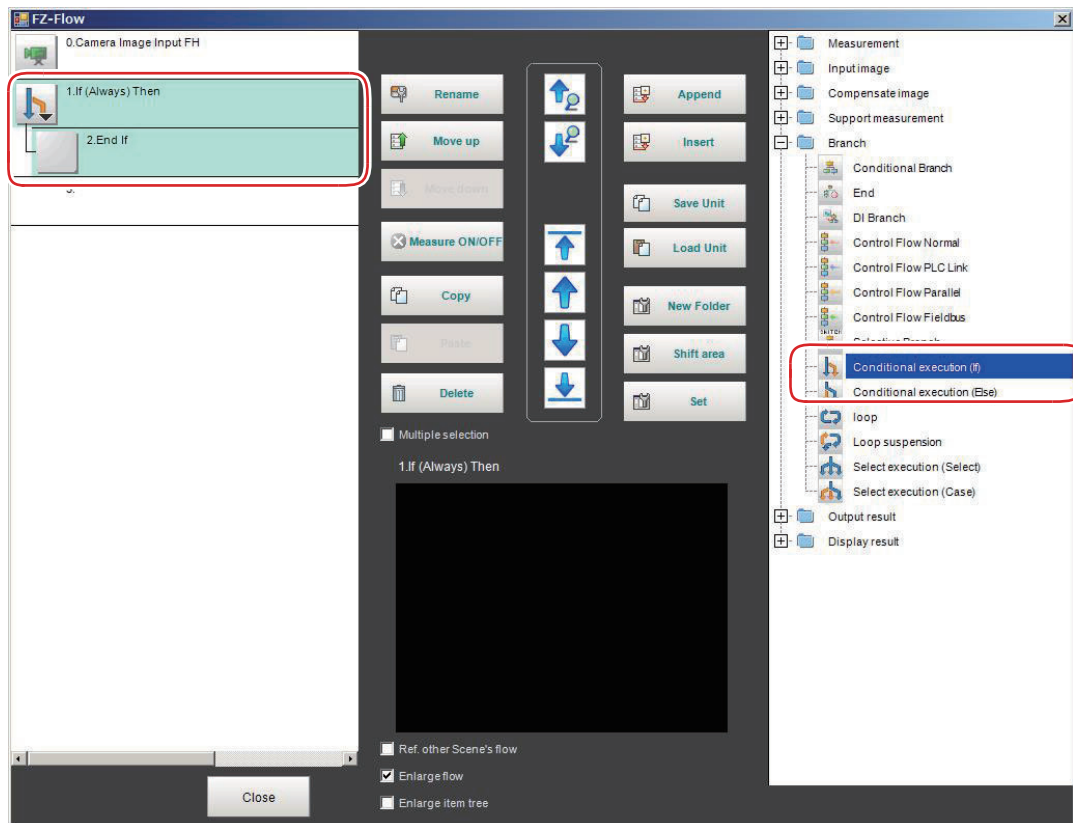 FZ-Flow
0.Camera Image Input FH
1.If (Always) Then
2.End If
3.
Rename
Move up
Move down
Measure ON/OFF
Copy
Paste
Delete
Append
Insert
Save Unit
Load Unit
New Folder
Shift area
Set
Multiple selection
1.If (Always) Then
Ref. other Scene's flow
Enlarge flow
Enlarge item tree
Close
Measurement
Input image
Compensate image
Support measurement
Branch
Conditional Branch
End
DI Branch
Control Flow Normal
Control Flow PLC Link
Control Flow Parallel
Control Flow Fieldbus
Selective Branch
Conditional execution (If)
Conditional execution (Else)
loop
Loop suspension
Select execution (Select)
Select execution (Case)
Output result
Display result